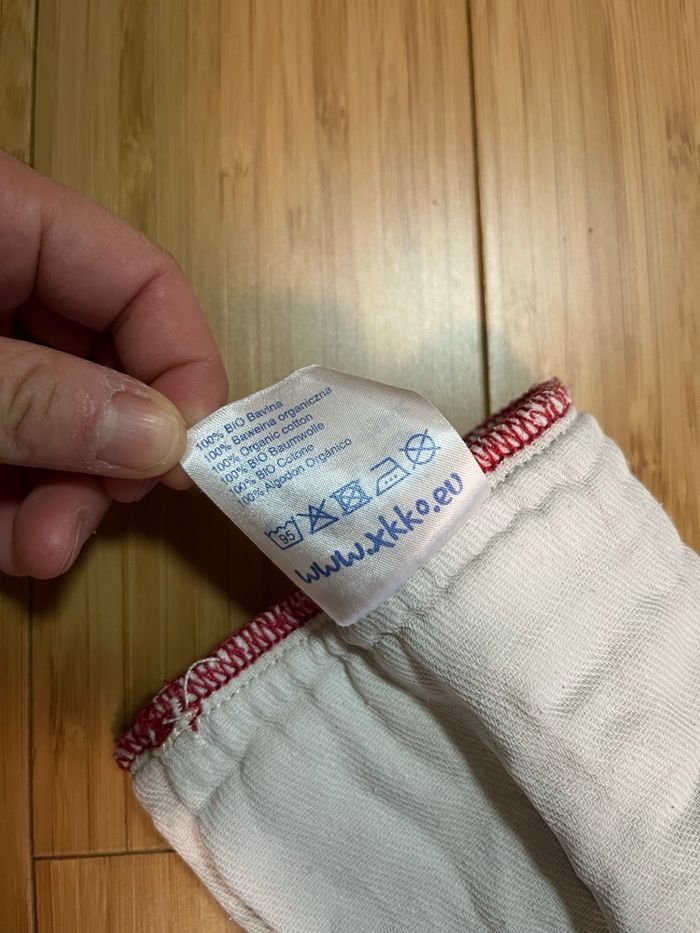 100% BIO Bavlna
100% Bawełna organiczna
100% Organic cotton
100% BIO Baumwolle
100% BIO Cotone
100% Algodon Orgánico
95
www.xkko.eu